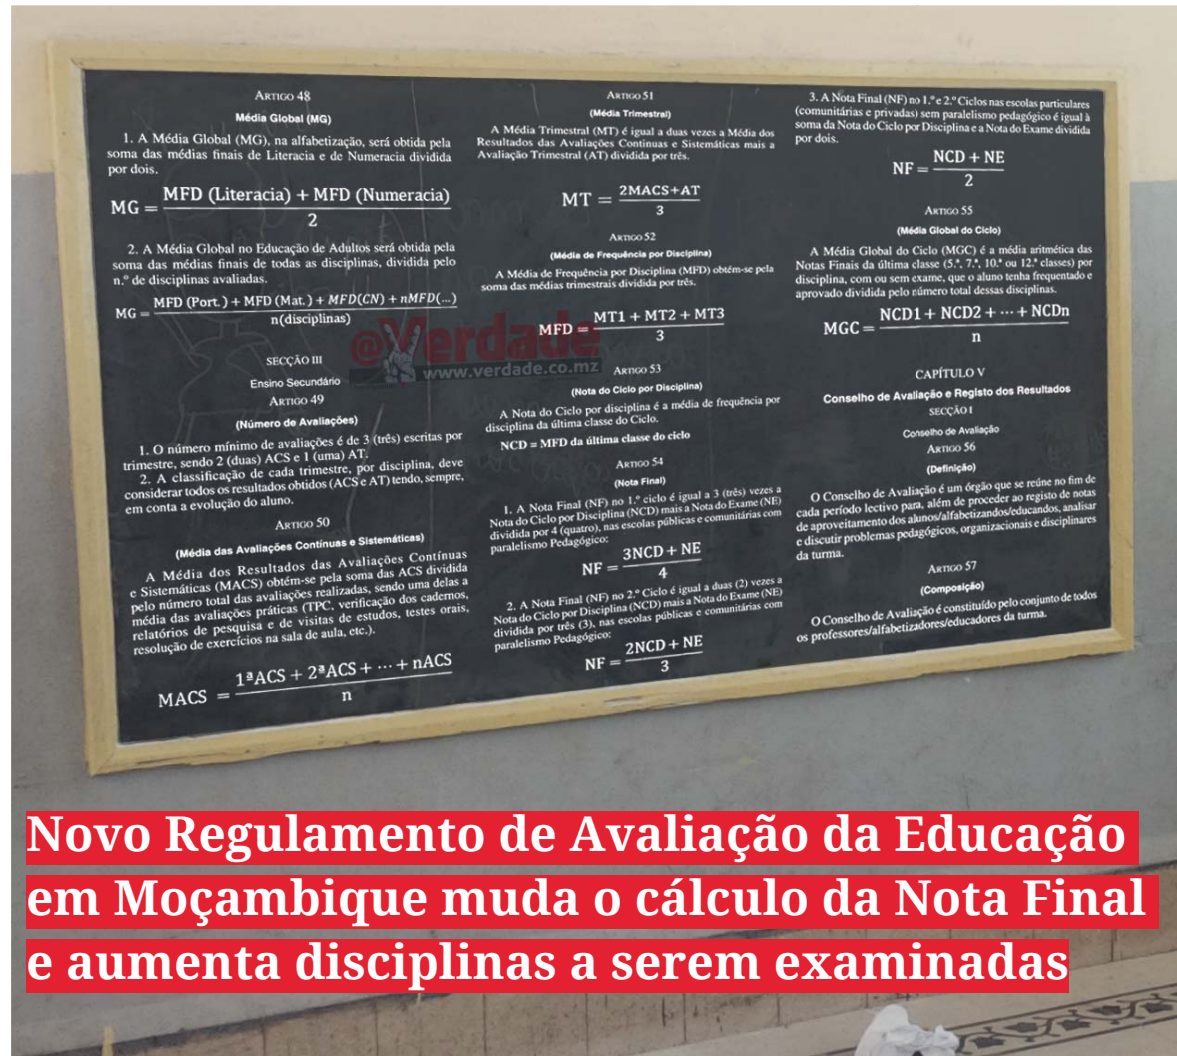 ARTIGO 48
Média Global (MG)
1. A Média Global (MG), na alfabetização, será obtida pela
soma das médias finais de Literacia e de Numeracia dividida
por dois.
MG = MFD (Literacia) + MFD (Numeracia)
2
2. A Média Global no Educação de Adultos será obtida pela
soma das médias finais de todas as disciplinas, dividida pelo
n.º de disciplinas avaliadas.
MG = MFD (Port.) + MFD (Mat.) + MFD(CN) + nMFD(...)
n(disciplinas)
SECÇÃO III
Ensino Secundário
ARTIGO 49
(Número de Avaliações)
1. O número mínimo de avaliações é de 3 (três) escritas por
trimestre, sendo 2 (duas) ACS e 1 (uma) AT.
2. A classificação de cada trimestre, por disciplina, deve
considerar todos os resultados obtidos (ACS e AT) tendo, sempre,
em conta a evolução do aluno.
ARTIGO 50
(Média das Avaliações Contínuas e Sistemáticas)
A Média dos Resultados das Avaliações Contínuas
e Sistemáticas (MACS) obtém-se pela soma das ACS dividida
pelo número total das avaliações realizadas, sendo uma delas a
média das avaliações práticas (TPC, verificação dos cadernos,
relatórios de pesquisa e de visitas de estudos, testes orais,
resolução de exercícios na sala de aula, etc.).
MACS = 1ªACS + 2ªACS + ⋯ + nACS
n
ARTIGO 51
(Média Trimestral)
A Média Trimestral (MT) é igual a duas vezes a Média dos
Resultados das Avaliações Contínuas e Sistemáticas mais a
Avaliação Trimestral (AT) dividida por três.
MT = 2MACS+AT
3
ARTIGO 52
(Média de Frequência por Disciplina)
A Média de Frequência por Disciplina (MFD) obtém-se pela
soma das médias trimestrais dividida por três.
MFD = MT1 + MT2 + MT3
3
@Verdade
www.verdade.co.mz
ARTIGO 53
(Nota do Ciclo por Disciplina)
A Nota do Ciclo por disciplina é a média de frequência por
disciplina da última classe do Ciclo.
NCD = MFD da última classe do ciclo
ARTIGO 54
(Nota Final)
1. A Nota Final (NF) no 1.º ciclo é igual a 3 (três) vezes a
Nota do Ciclo por Disciplina (NCD) mais a Nota do Exame (NE)
dividida por 4 (quatro), nas escolas públicas e comunitárias com
paralelismo Pedagógico:
NF = 3NCD + NE
4
2. A Nota Final (NF) no 2.º Ciclo é igual a duas (2) vezes a
Nota do Ciclo por Disciplina (NCD) mais a Nota do Exame (NE)
dividida por três (3), nas escolas públicas e comunitárias com
paralelismo Pedagógico:
NF = 2NCD + NE
3
3. A Nota Final (NF) no 1.º e 2.º Ciclos nas escolas particulares
(comunitárias e privadas) sem paralelismo pedagógico é igual à
soma da Nota do Ciclo por Disciplina e a Nota do Exame dividida
por dois.
NF = NCD + NE
2
ARTIGO 55
(Média Global do Ciclo)
A Média Global do Ciclo (MGC) é a média aritmética das
Notas Finais da última classe (5.ª, 7.ª, 10.ª ou 12.ª classes) por
disciplina, com ou sem exame, que o aluno tenha frequentado e
aprovado dividida pelo número total dessas disciplinas.
MGC = NCD1 + NCD2 + ⋯ + NCDn
n
CAPÍTULO V
Conselho de Avaliação e Registo dos Resultados
SECÇÃO I
Conselho de Avaliação
ARTIGO 56
(Definição)
O Conselho de Avaliação é um órgão que se reúne no fim de
cada período lectivo para, além de proceder ao registo de notas
de aproveitamento dos alunos/alfabetizandos/educandos, analisar
e discutir problemas pedagógicos, organizacionais e disciplinares
da turma.
ARTIGO 57
(Composição)
O Conselho de Avaliação é constituído pelo conjunto de todos
os professores/alfabetizadores/educadores da turma.
Novo Regulamento de Avaliação da Educação
em Moçambique muda o cálculo da Nota Final
e aumenta disciplinas a serem examinadas